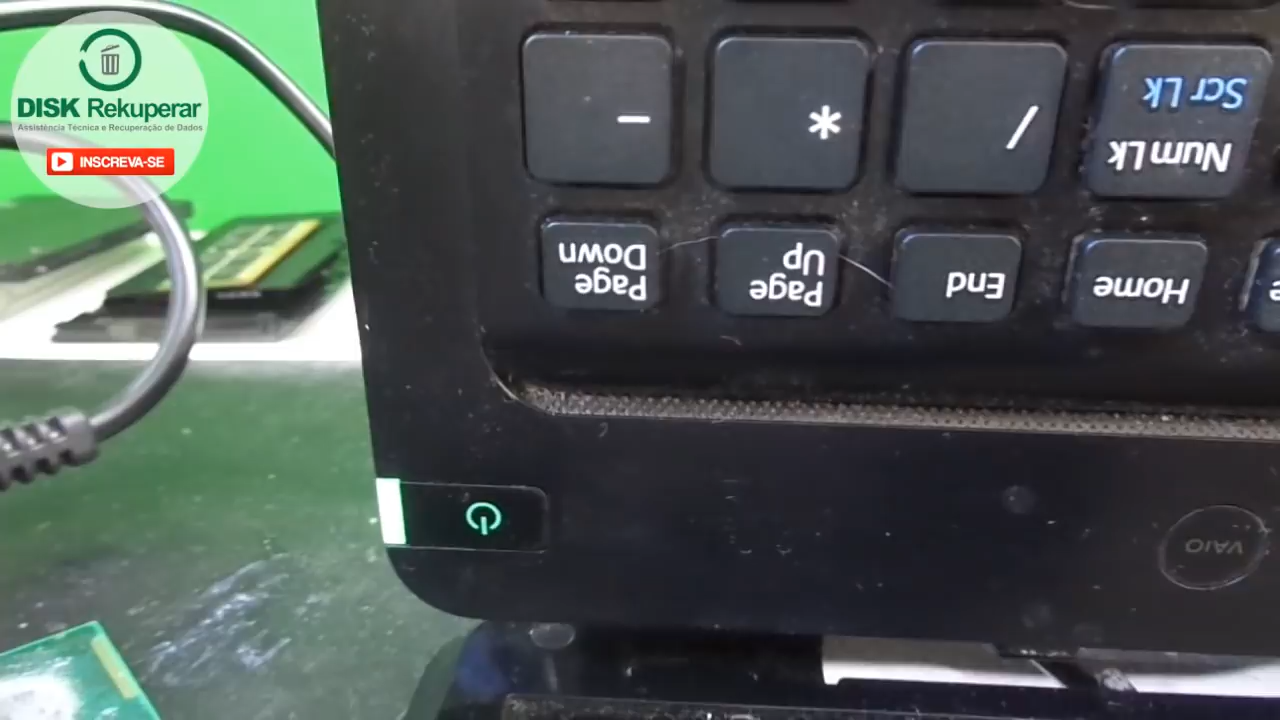 DISK Rekuperar
Assistência Técnica e Recuperação de Dados
INSCREVA-SE
-
*
/
Scr Lk
Num Lk
Page
Down
Page
Up
End
Home
VAIO